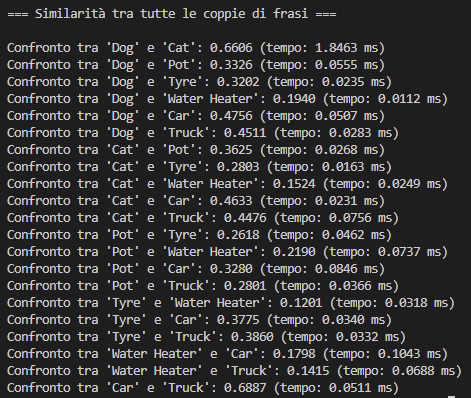 === Similarità tra tutte le coppie di frasi ===
Confronto tra 'Dog' e 'Cat': 0.6606 (tempo: 1.8463 ms)
Confronto tra 'Dog' e 'Pot': 0.3326 (tempo: 0.0555 ms)
Confronto tra 'Dog' e 'Tyre': 0.3202 (tempo: 0.0235 ms)
Confronto tra 'Dog' e 'Water Heater': 0.1940 (tempo: 0.0112 ms)
Confronto tra 'Dog' e 'Car': 0.4756 (tempo: 0.0507 ms)
Confronto tra 'Dog' e 'Truck': 0.4511 (tempo: 0.0283 ms)
Confronto tra 'Cat' e 'Pot': 0.3625 (tempo: 0.0268 ms)
Confronto tra 'Cat' e 'Tyre': 0.2803 (tempo: 0.0163 ms)
Confronto tra 'Cat' e 'Water Heater': 0.1524 (tempo: 0.0249 ms)
Confronto tra 'Cat' e 'Car': 0.4633 (tempo: 0.0231 ms)
Confronto tra 'Cat' e 'Truck': 0.4476 (tempo: 0.0756 ms)
Confronto tra 'Pot' e 'Tyre': 0.2618 (tempo: 0.0462 ms)
Confronto tra 'Pot' e 'Water Heater': 0.2190 (tempo: 0.0737 ms)
Confronto tra 'Pot' e 'Car': 0.3280 (tempo: 0.0846 ms)
Confronto tra 'Pot' e 'Truck': 0.2801 (tempo: 0.0366 ms)
Confronto tra 'Tyre' e 'Water Heater': 0.1201 (tempo: 0.0318 ms)
Confronto tra 'Tyre' e 'Car': 0.3775 (tempo: 0.0340 ms)
Confronto tra 'Tyre' e 'Truck': 0.3860 (tempo: 0.0332 ms)
Confronto tra 'Water Heater' e 'Car': 0.1798 (tempo: 0.1043 ms)
Confronto tra 'Water Heater' e 'Truck': 0.1415 (tempo: 0.0688 ms)
Confronto tra 'Car' e 'Truck': 0.6887 (tempo: 0.0511 ms)